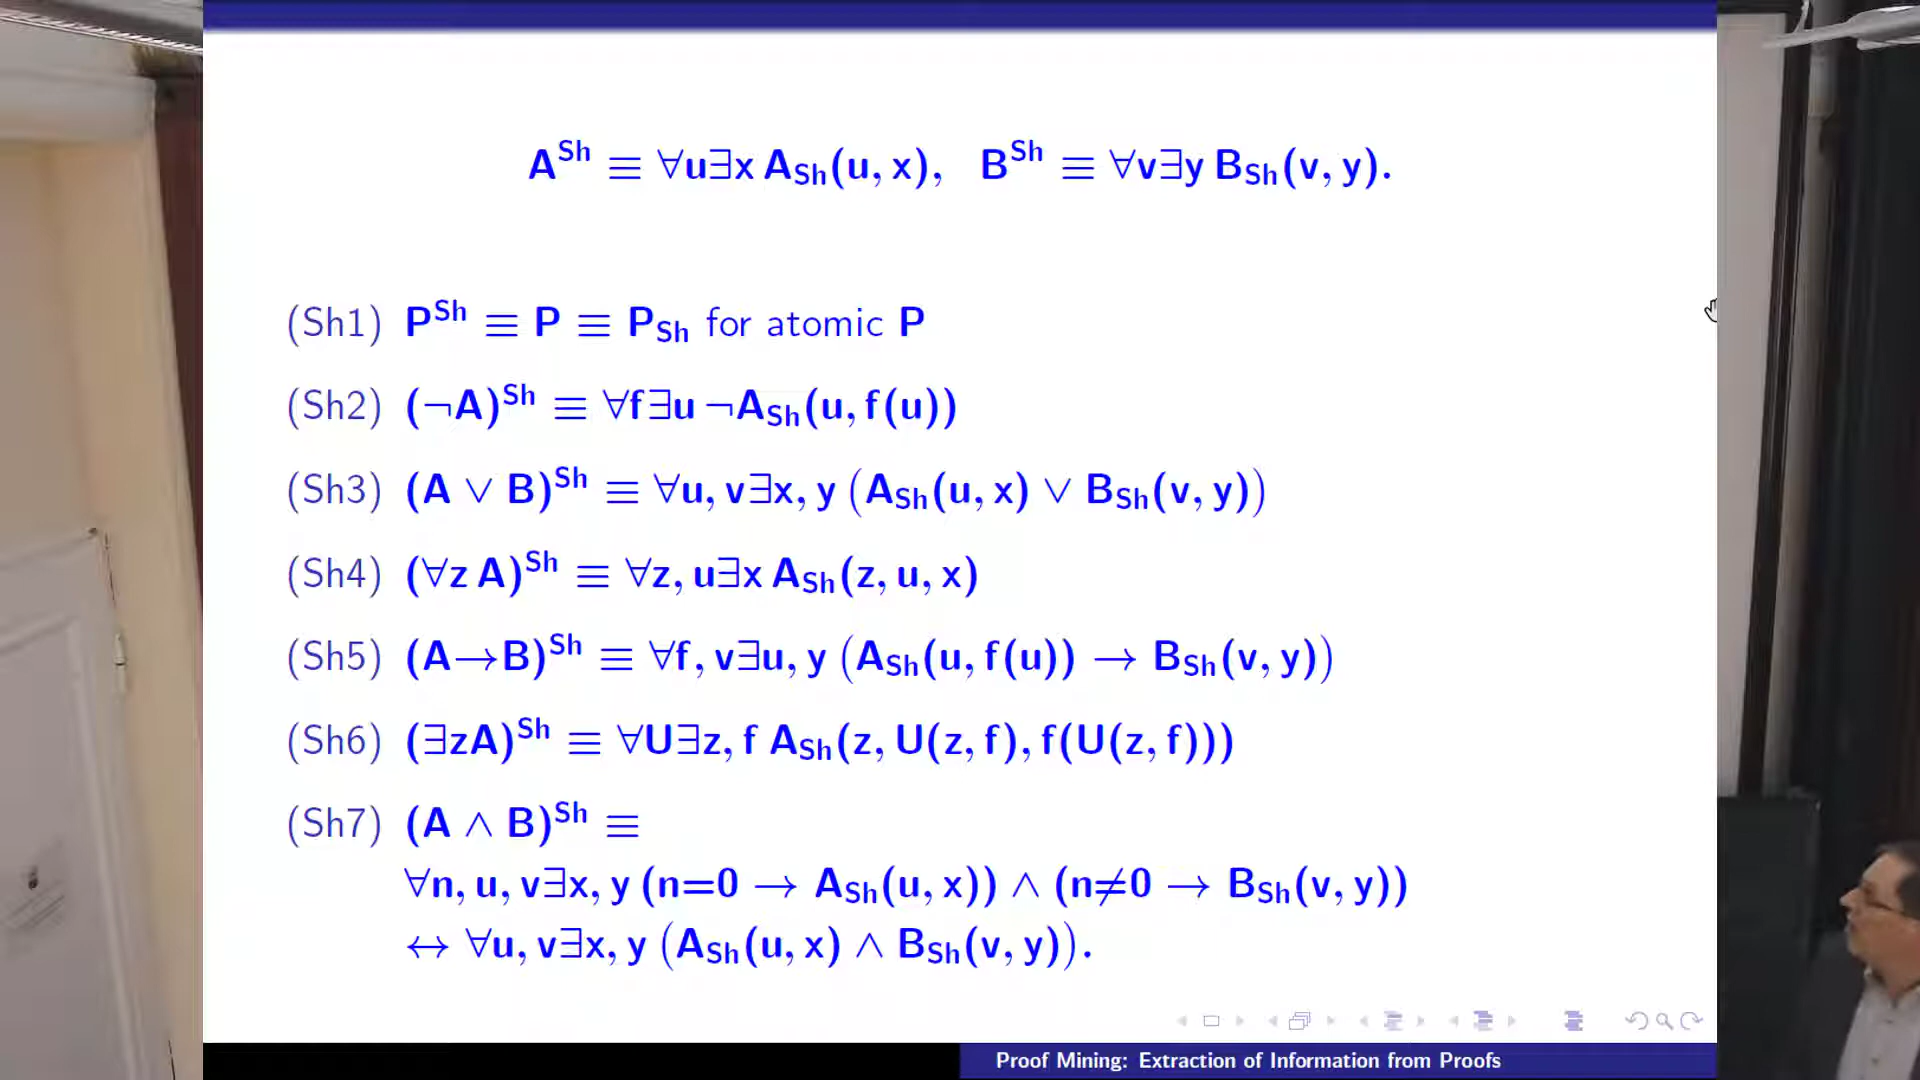 A^Sh ≡ ∀u∃x A_Sh(u, x), B^Sh ≡ ∀v∃y B_Sh(v, y).
(Sh1) P^Sh ≡ P ≡ P_Sh for atomic P
(Sh2) (¬A)^Sh ≡ ∀f∃u ¬A_Sh(u, f(u))
(Sh3) (A ∨ B)^Sh ≡ ∀u, v∃x, y (A_Sh(u, x) ∨ B_Sh(v, y))
(Sh4) (∀z A)^Sh ≡ ∀z, u∃x A_Sh(z, u, x)
(Sh5) (A→B)^Sh ≡ ∀f, v∃u, y (A_Sh(u, f(u)) → B_Sh(v, y))
(Sh6) (∃zA)^Sh ≡ ∀U∃z, f A_Sh(z, U(z, f), f(U(z, f)))
(Sh7) (A ∧ B)^Sh ≡
∀n, u, v∃x, y (n=0 → A_Sh(u, x)) ∧ (n≠0 → B_Sh(v, y))
↔ ∀u, v∃x, y (A_Sh(u, x) ∧ B_Sh(v, y)).
Proof Mining: Extraction of Information from Proofs